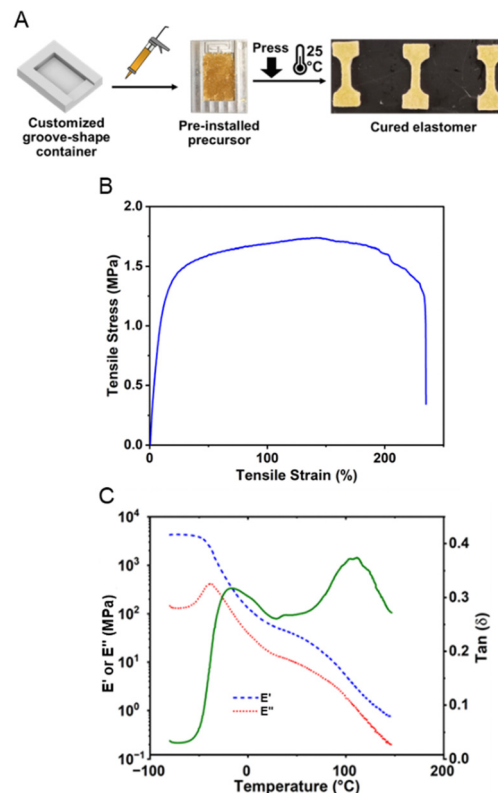 A
Customized
groove-shape
container
Pre-installed
precursor
Press
25
°C
Cured elastomer
B
Tensile Stress (MPa)
2.0
1.5
1.0
0.5
0.0
0
100
200
Tensile Strain (%)
C
E' or E'' (MPa)
10⁴
10³
10²
10¹
10⁰
10⁻¹
E'
E''
0.4
0.3
0.2
0.1
0.0
Tan (δ)
−100
0
100
200
Temperature (°C)